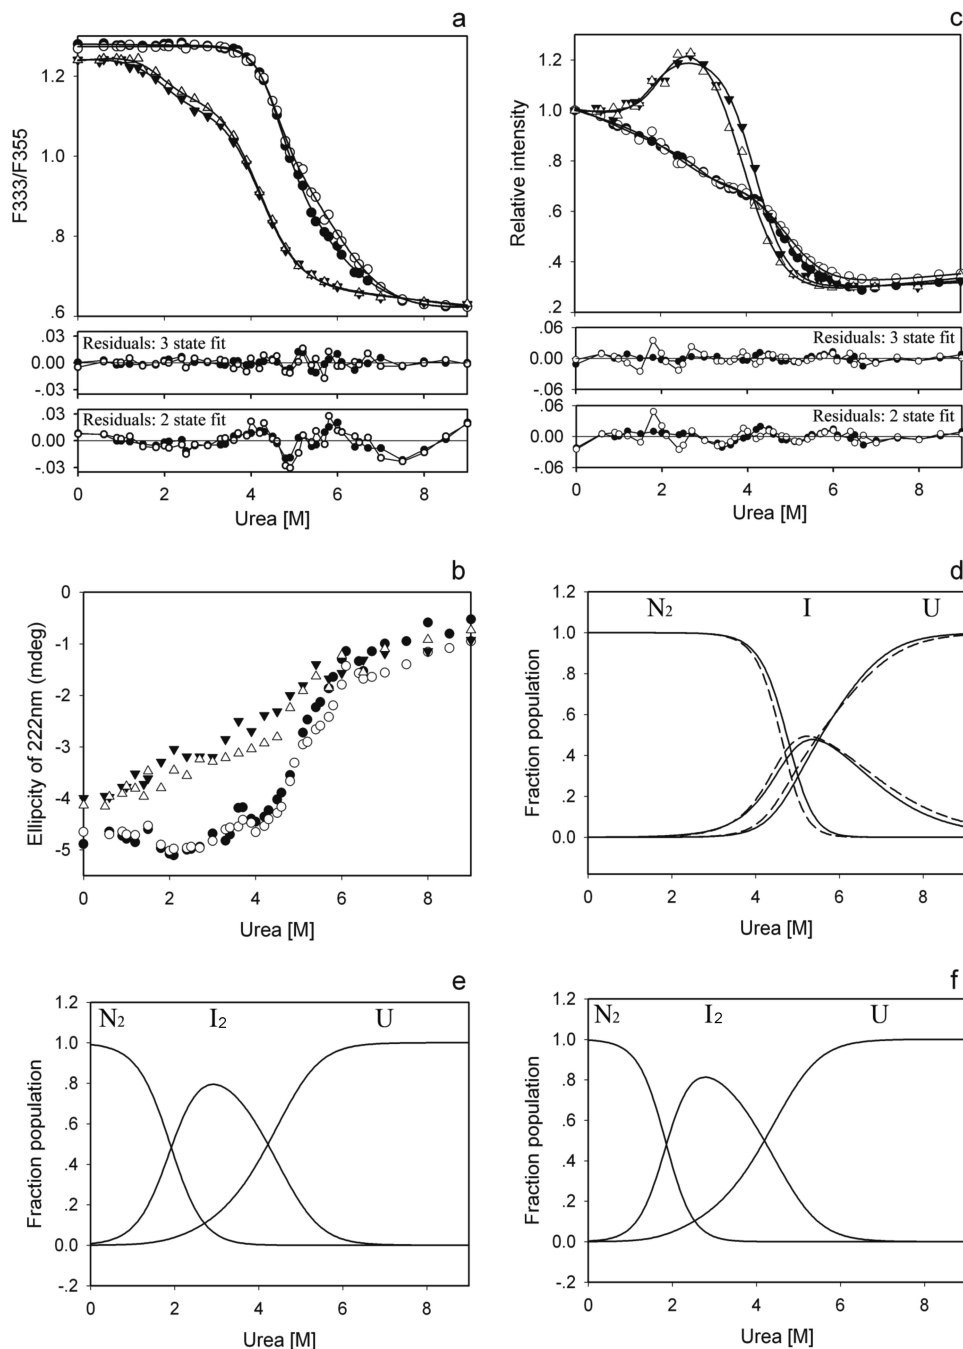 a
1.2
1.0
.8
.6
F333/F355
.03
0.00
-.03
Residuals: 3 state fit
.03
0.00
-.03
Residuals: 2 state fit
0 2 4 6 8
Urea [M]
c
1.4
1.2
1.0
.8
.6
.4
.2
Relative intensity
.06
0.00
-.06
Residuals: 3 state fit
.06
0.00
-.06
Residuals: 2 state fit
0 2 4 6 8
Urea [M]
b
0
-1
-2
-3
-4
-5
Ellipcity of 222nm (mdeg)
0 2 4 6 8
Urea [M]
d
1.2
1.0
.8
.6
.4
.2
0.0
N2 I U
Fraction population
0 2 4 6 8
Urea [M]
e
1.2
1.0
.8
.6
.4
.2
0.0
-.2
N2 I2 U
Fraction population
0 2 4 6 8
Urea [M]
f
1.2
1.0
.8
.6
.4
.2
0.0
-.2
N2 I2 U
Fraction population
0 2 4 6 8
Urea [M]